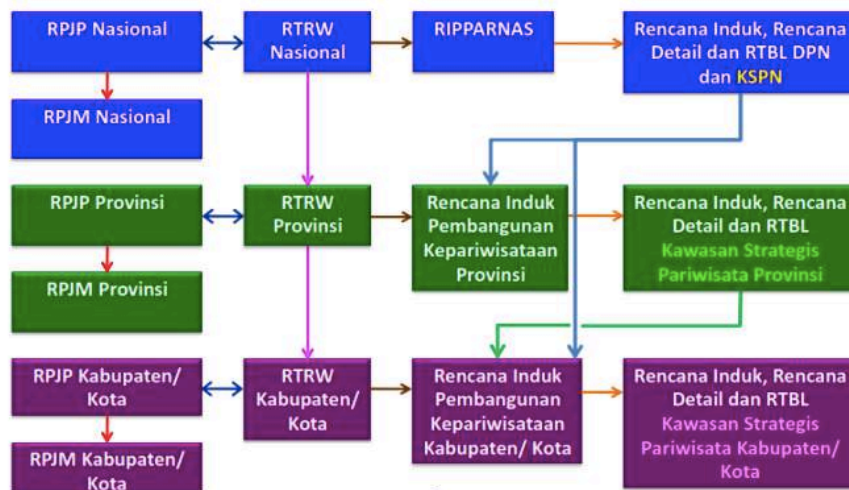 RPJP Nasional
RTRW
Nasional
RIPPARNAS
Rencana Induk, Rencana
Detail dan RTBL DPN
dan KSPN
RPJM Nasional
RPJP Provinsi
RTRW
Provinsi
Rencana Induk
Pembangunan
Kepariwisataan
Provinsi
Rencana Induk, Rencana
Detail dan RTBL
Kawasan Strategis
Pariwisata Provinsi
RPJM Provinsi
RPJP Kabupaten/
Kota
RTRW
Kabupaten/
Kota
Rencana Induk
Pembangunan
Kepariwisataan
Kabupaten/ Kota
Rencana Induk, Rencana
Detail dan RTBL
Kawasan Strategis
Pariwisata Kabupaten/
Kota
RPJM Kabupaten/
Kota